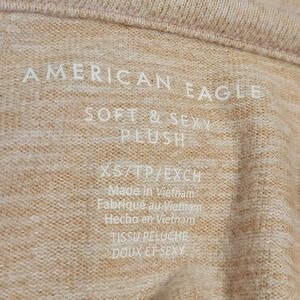 AMERICAN EAGLE
SOFT & SEXY
PLUSH
XS/TP/EXCH
Made in Vietnam
Fabriqué au Vietnam
Hecho en Vietnam
TISSU PELUCHE
DOUX ET SEXY